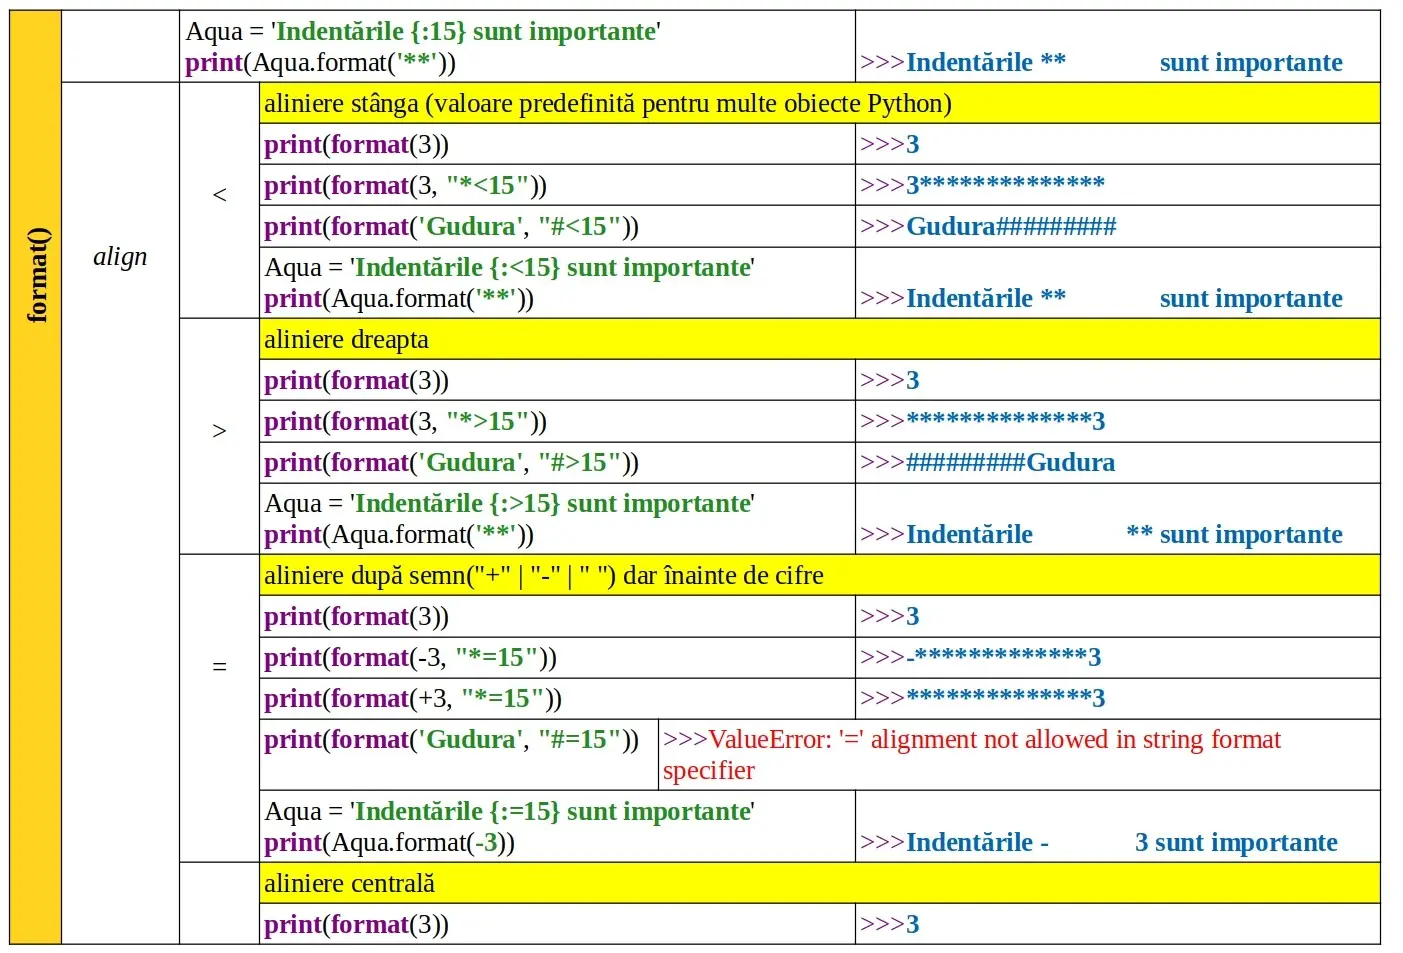 format()
Aqua = 'Indentările {:15} sunt importante'
print(Aqua.format('**'))
>>>Indentările **              sunt importante
align
<
aliniere stânga (valoare predefinită pentru multe obiecte Python)
print(format(3))
>>>3
print(format(3, "*<15"))
>>>3**************
print(format('Gudura', "#<15"))
>>>Gudura#########
Aqua = 'Indentările {:<15} sunt importante'
print(Aqua.format('**'))
>>>Indentările **              sunt importante
>
aliniere dreapta
print(format(3))
>>>3
print(format(3, "*>15"))
>>>**************3
print(format('Gudura', "#>15"))
>>>#########Gudura
Aqua = 'Indentările {:>15} sunt importante'
print(Aqua.format('**'))
>>>Indentările              ** sunt importante
=
aliniere după semn("+" | "-" | " ") dar înainte de cifre
print(format(3))
>>>3
print(format(-3, "*=15"))
>>>-*************3
print(format(+3, "*=15"))
>>>**************3
print(format('Gudura', "#=15"))
>>>ValueError: '=' alignment not allowed in string format
specifier
Aqua = 'Indentările {:=15} sunt importante'
print(Aqua.format(-3))
>>>Indentările -             3 sunt importante
aliniere centrală
print(format(3))
>>>3